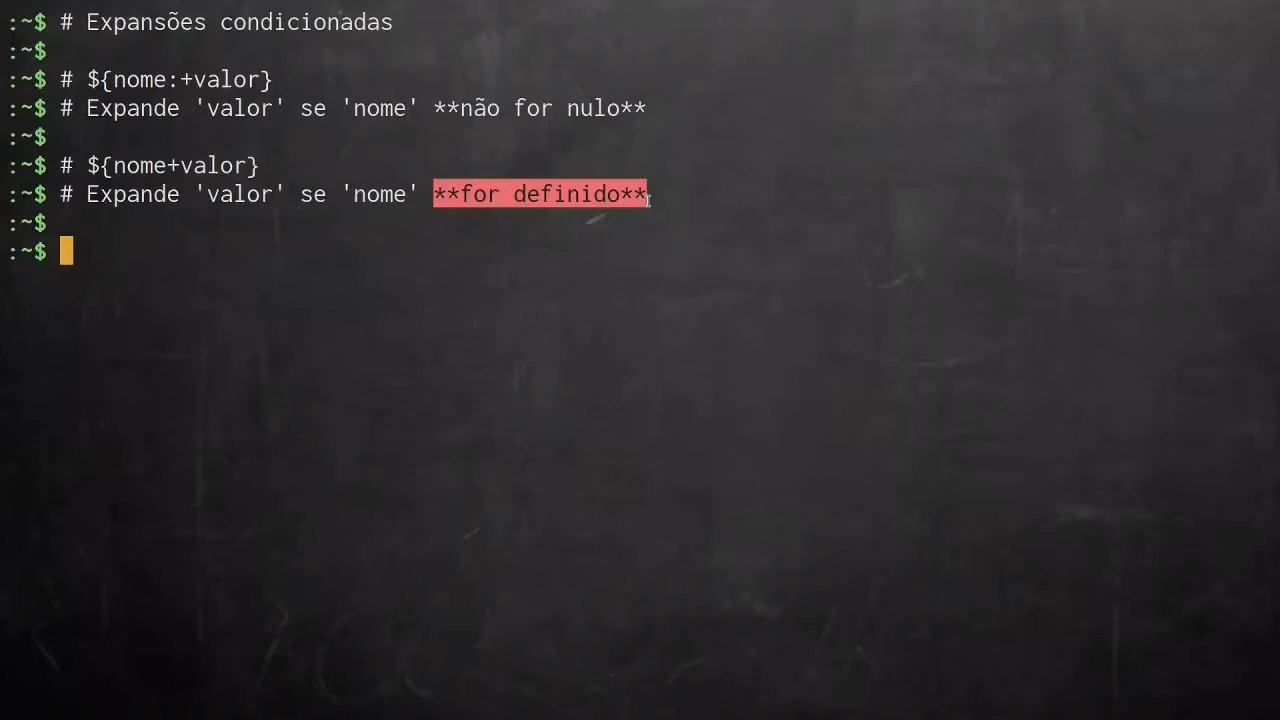 :~$ # Expansões condicionadas
:~$
:~$ # ${nome:+valor}
:~$ # Expande 'valor' se 'nome' **não for nulo**
:~$
:~$ # ${nome+valor}
:~$ # Expande 'valor' se 'nome' **for definido**
:~$
:~$